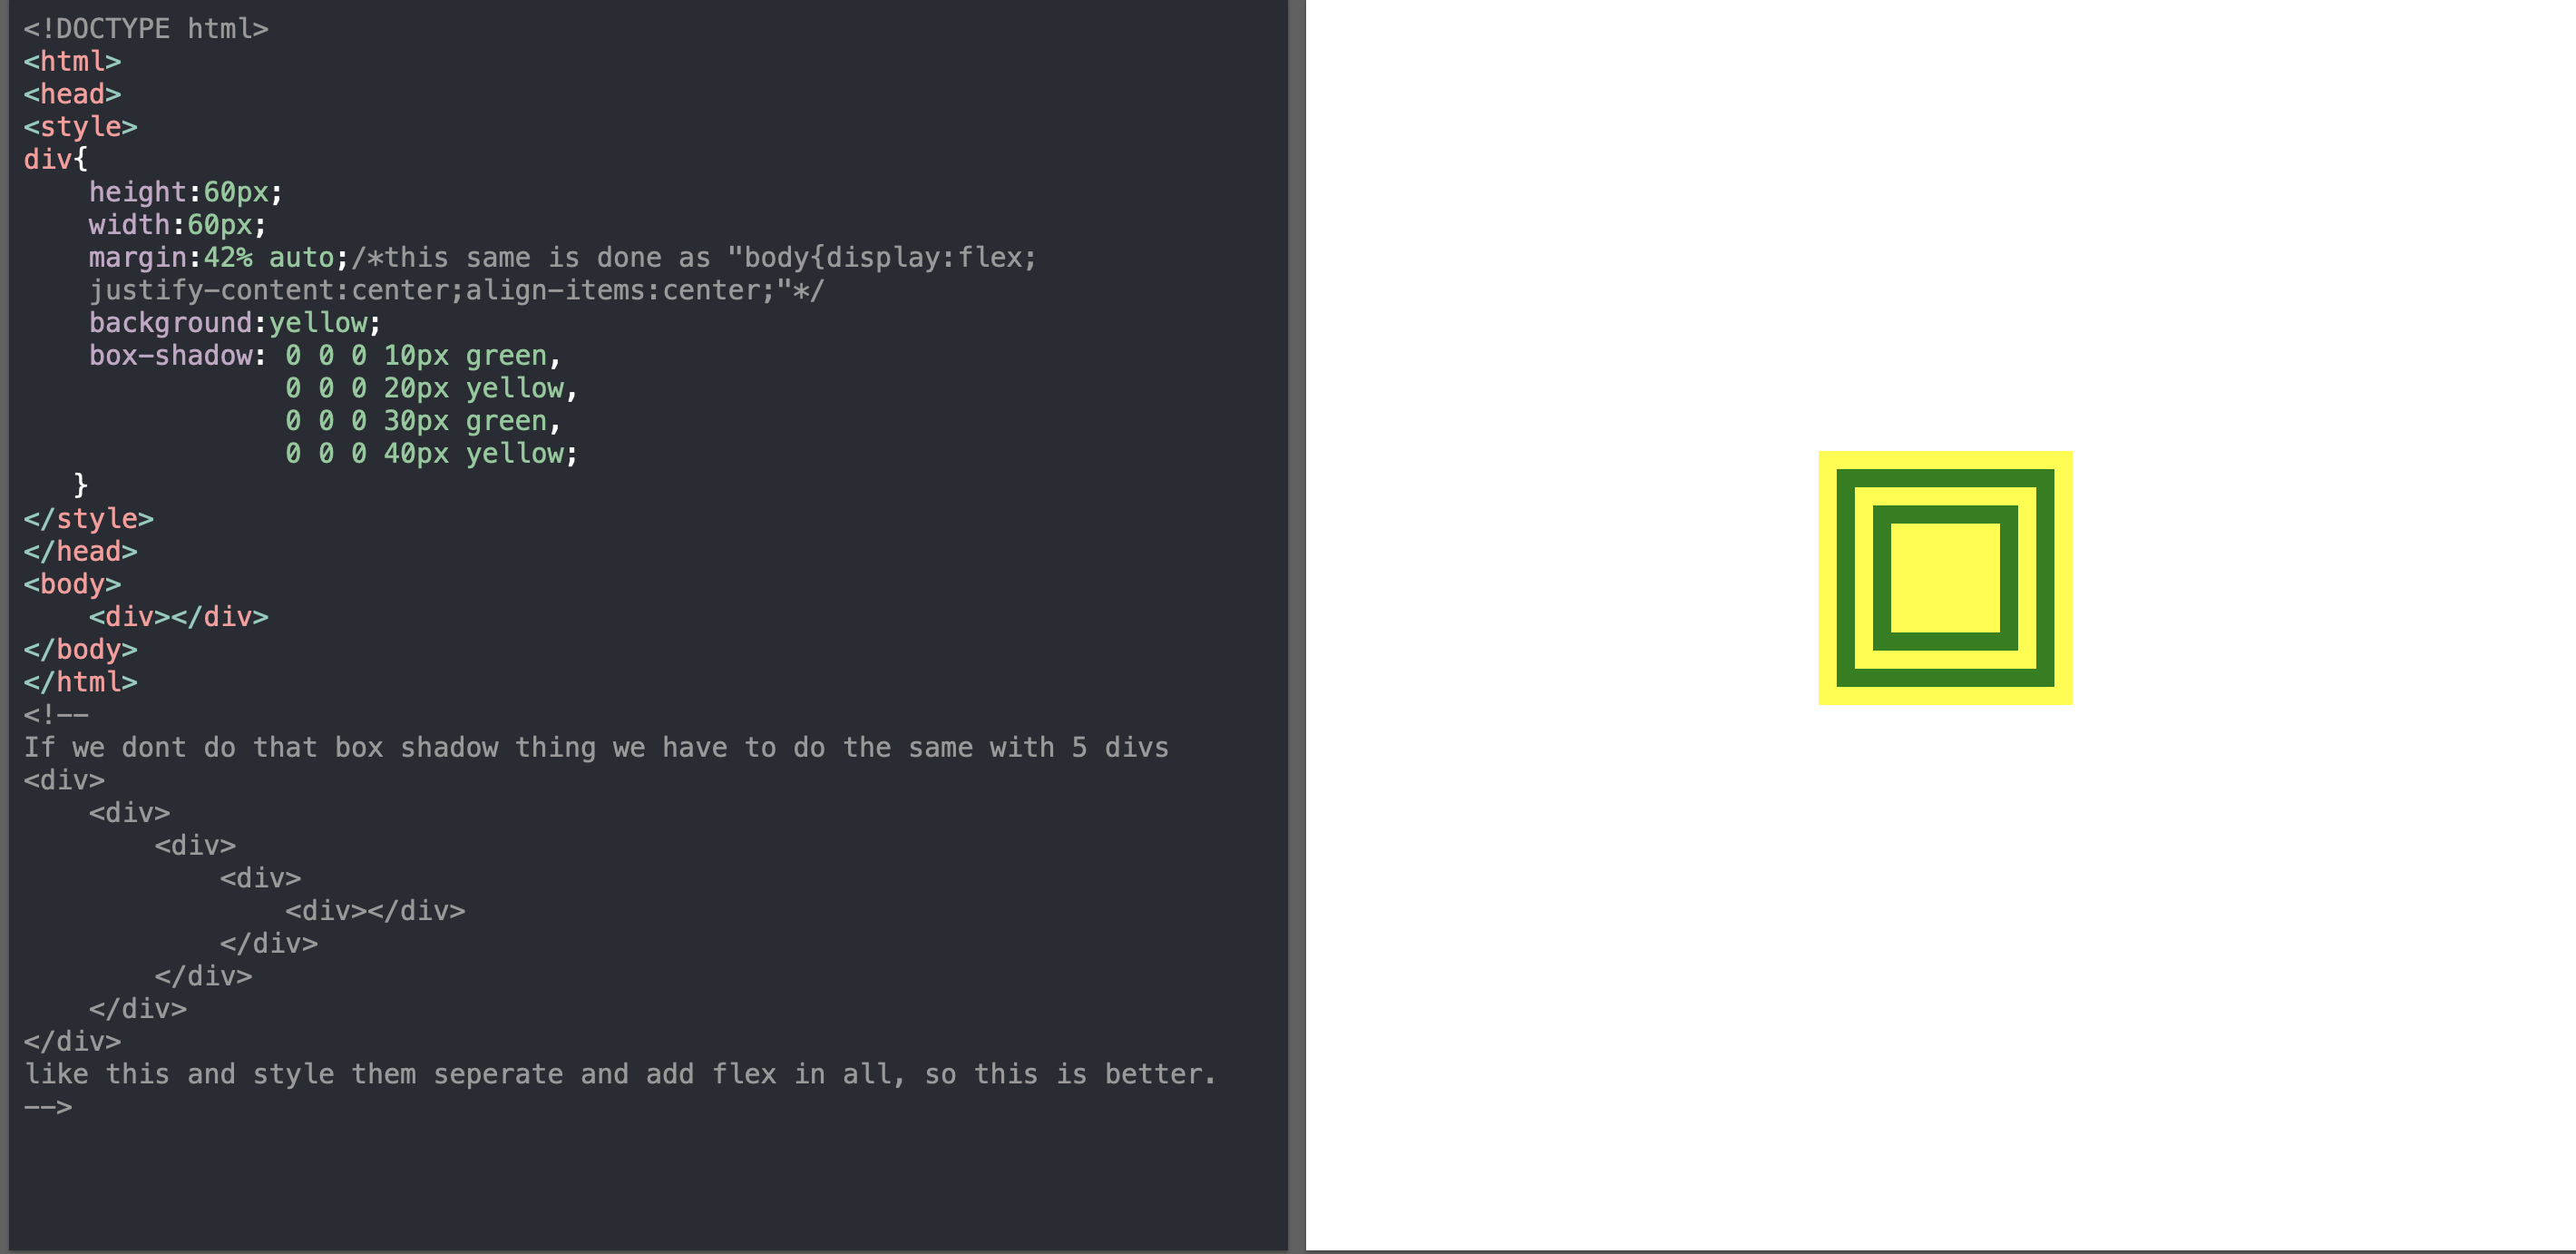 <!DOCTYPE html>
<html>
<head>
<style>
div{
    height:60px;
    width:60px;
    margin:42% auto;/*this same is done as "body{display:flex;
    justify-content:center;align-items:center;"*/
    background:yellow;
    box-shadow: 0 0 0 10px green,
                0 0 0 20px yellow,
                0 0 0 30px green,
                0 0 0 40px yellow;
   }
</style>
</head>
<body>
    <div></div>
</body>
</html>
<!--
If we dont do that box shadow thing we have to do the same with 5 divs
<div>
    <div>
        <div>
            <div>
                <div></div>
            </div>
        </div>
    </div>
</div>
like this and style them seperate and add flex in all, so this is better.
-->